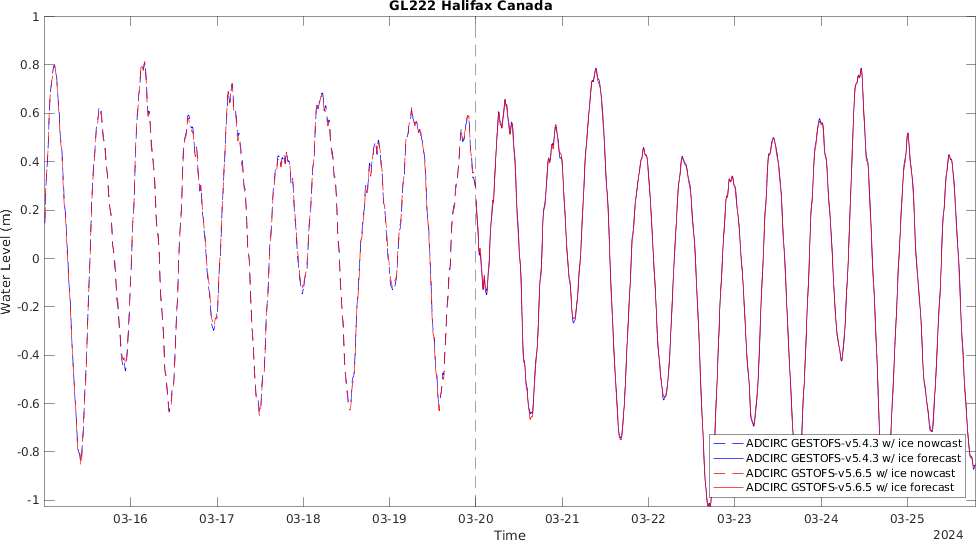 GL222 Halifax Canada
1
0.8
0.6
0.4
0.2
0
-0.2
-0.4
-0.6
-0.8
-1
Water Level (m)
ADCIRC GESTOFS-v5.4.3 w/ ice nowcast
ADCIRC GESTOFS-v5.4.3 w/ ice forecast
ADCIRC GSTOFS-v5.6.5 w/ ice nowcast
ADCIRC GSTOFS-v5.6.5 w/ ice forecast
03-16 03-17 03-18 03-19 03-20 03-21 03-22 03-23 03-24 03-25
Time
2024